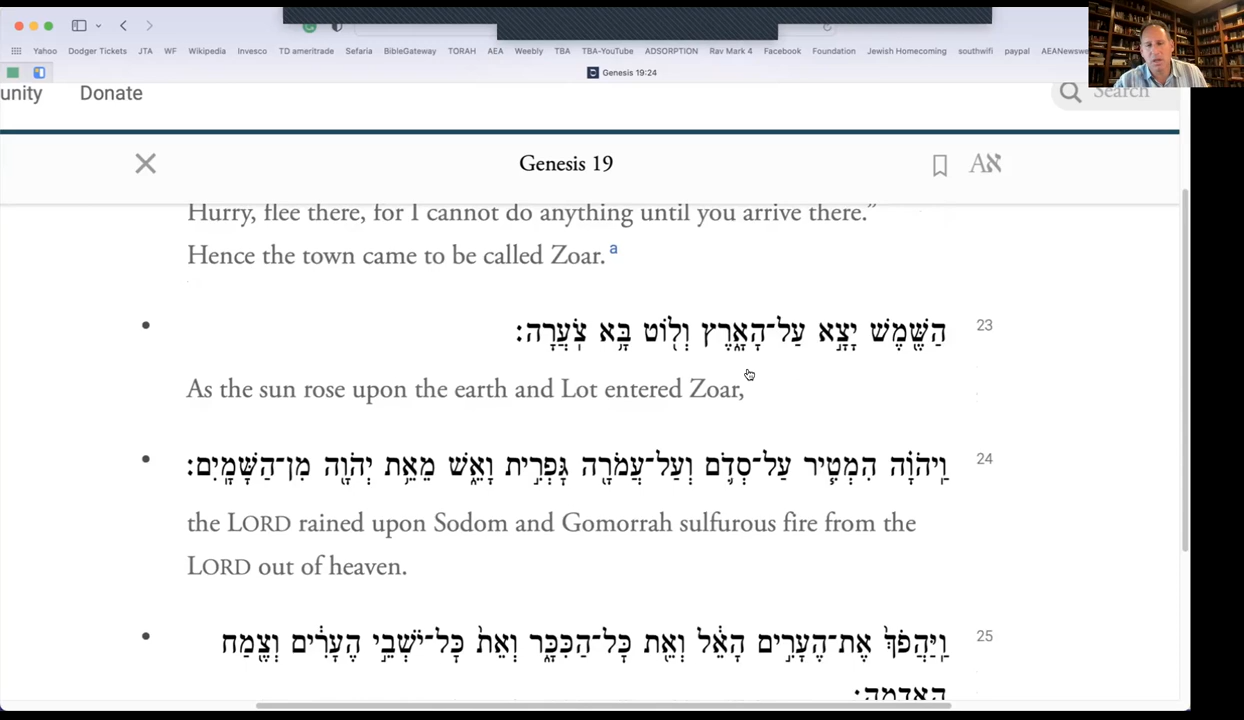 Yahoo Dodger Tickets JTA WF Wikipedia Invesco TD ameritrade Sefaria BibleGateway TORAH AEA Weebly TBA TBA-YouTube ADSORPTION Rav Mark 4 Facebook Foundation Jewish Homecoming southwifi paypal AEANewswe
Genesis 19:24
unity Donate
Search
Genesis 19
Hurry, flee there, for I cannot do anything until you arrive there.”
Hence the town came to be called Zoar. a
הַשֶּׁ֖מֶשׁ יָצָ֣א עַל־הָאָ֑רֶץ וְל֖וֹט בָּ֥א צֹֽעֲרָה׃ 23
As the sun rose upon the earth and Lot entered Zoar,
וַֽיהֹוָ֗ה הִמְטִ֧יר עַל־סְדֹ֛ם וְעַל־עֲמֹרָ֖ה גׇּפְרִ֣ית וָאֵ֑שׁ מֵאֵ֥ת יְהֹוָ֖ה מִן־הַשָּׁמָֽיִם׃ 24
the LORD rained upon Sodom and Gomorrah sulfurous fire from the
LORD out of heaven.
וַֽיַּהֲפֹךְ֙ אֶת־הֶעָרִ֣ים הָאֵ֔ל וְאֵ֖ת כׇּל־הַכִּכָּ֑ר וְאֵת֙ כׇּל־יֹשְׁבֵ֣י הֶעָרִ֔ים וְצֶ֖מַח 25
הָאֲדָמָֽה׃